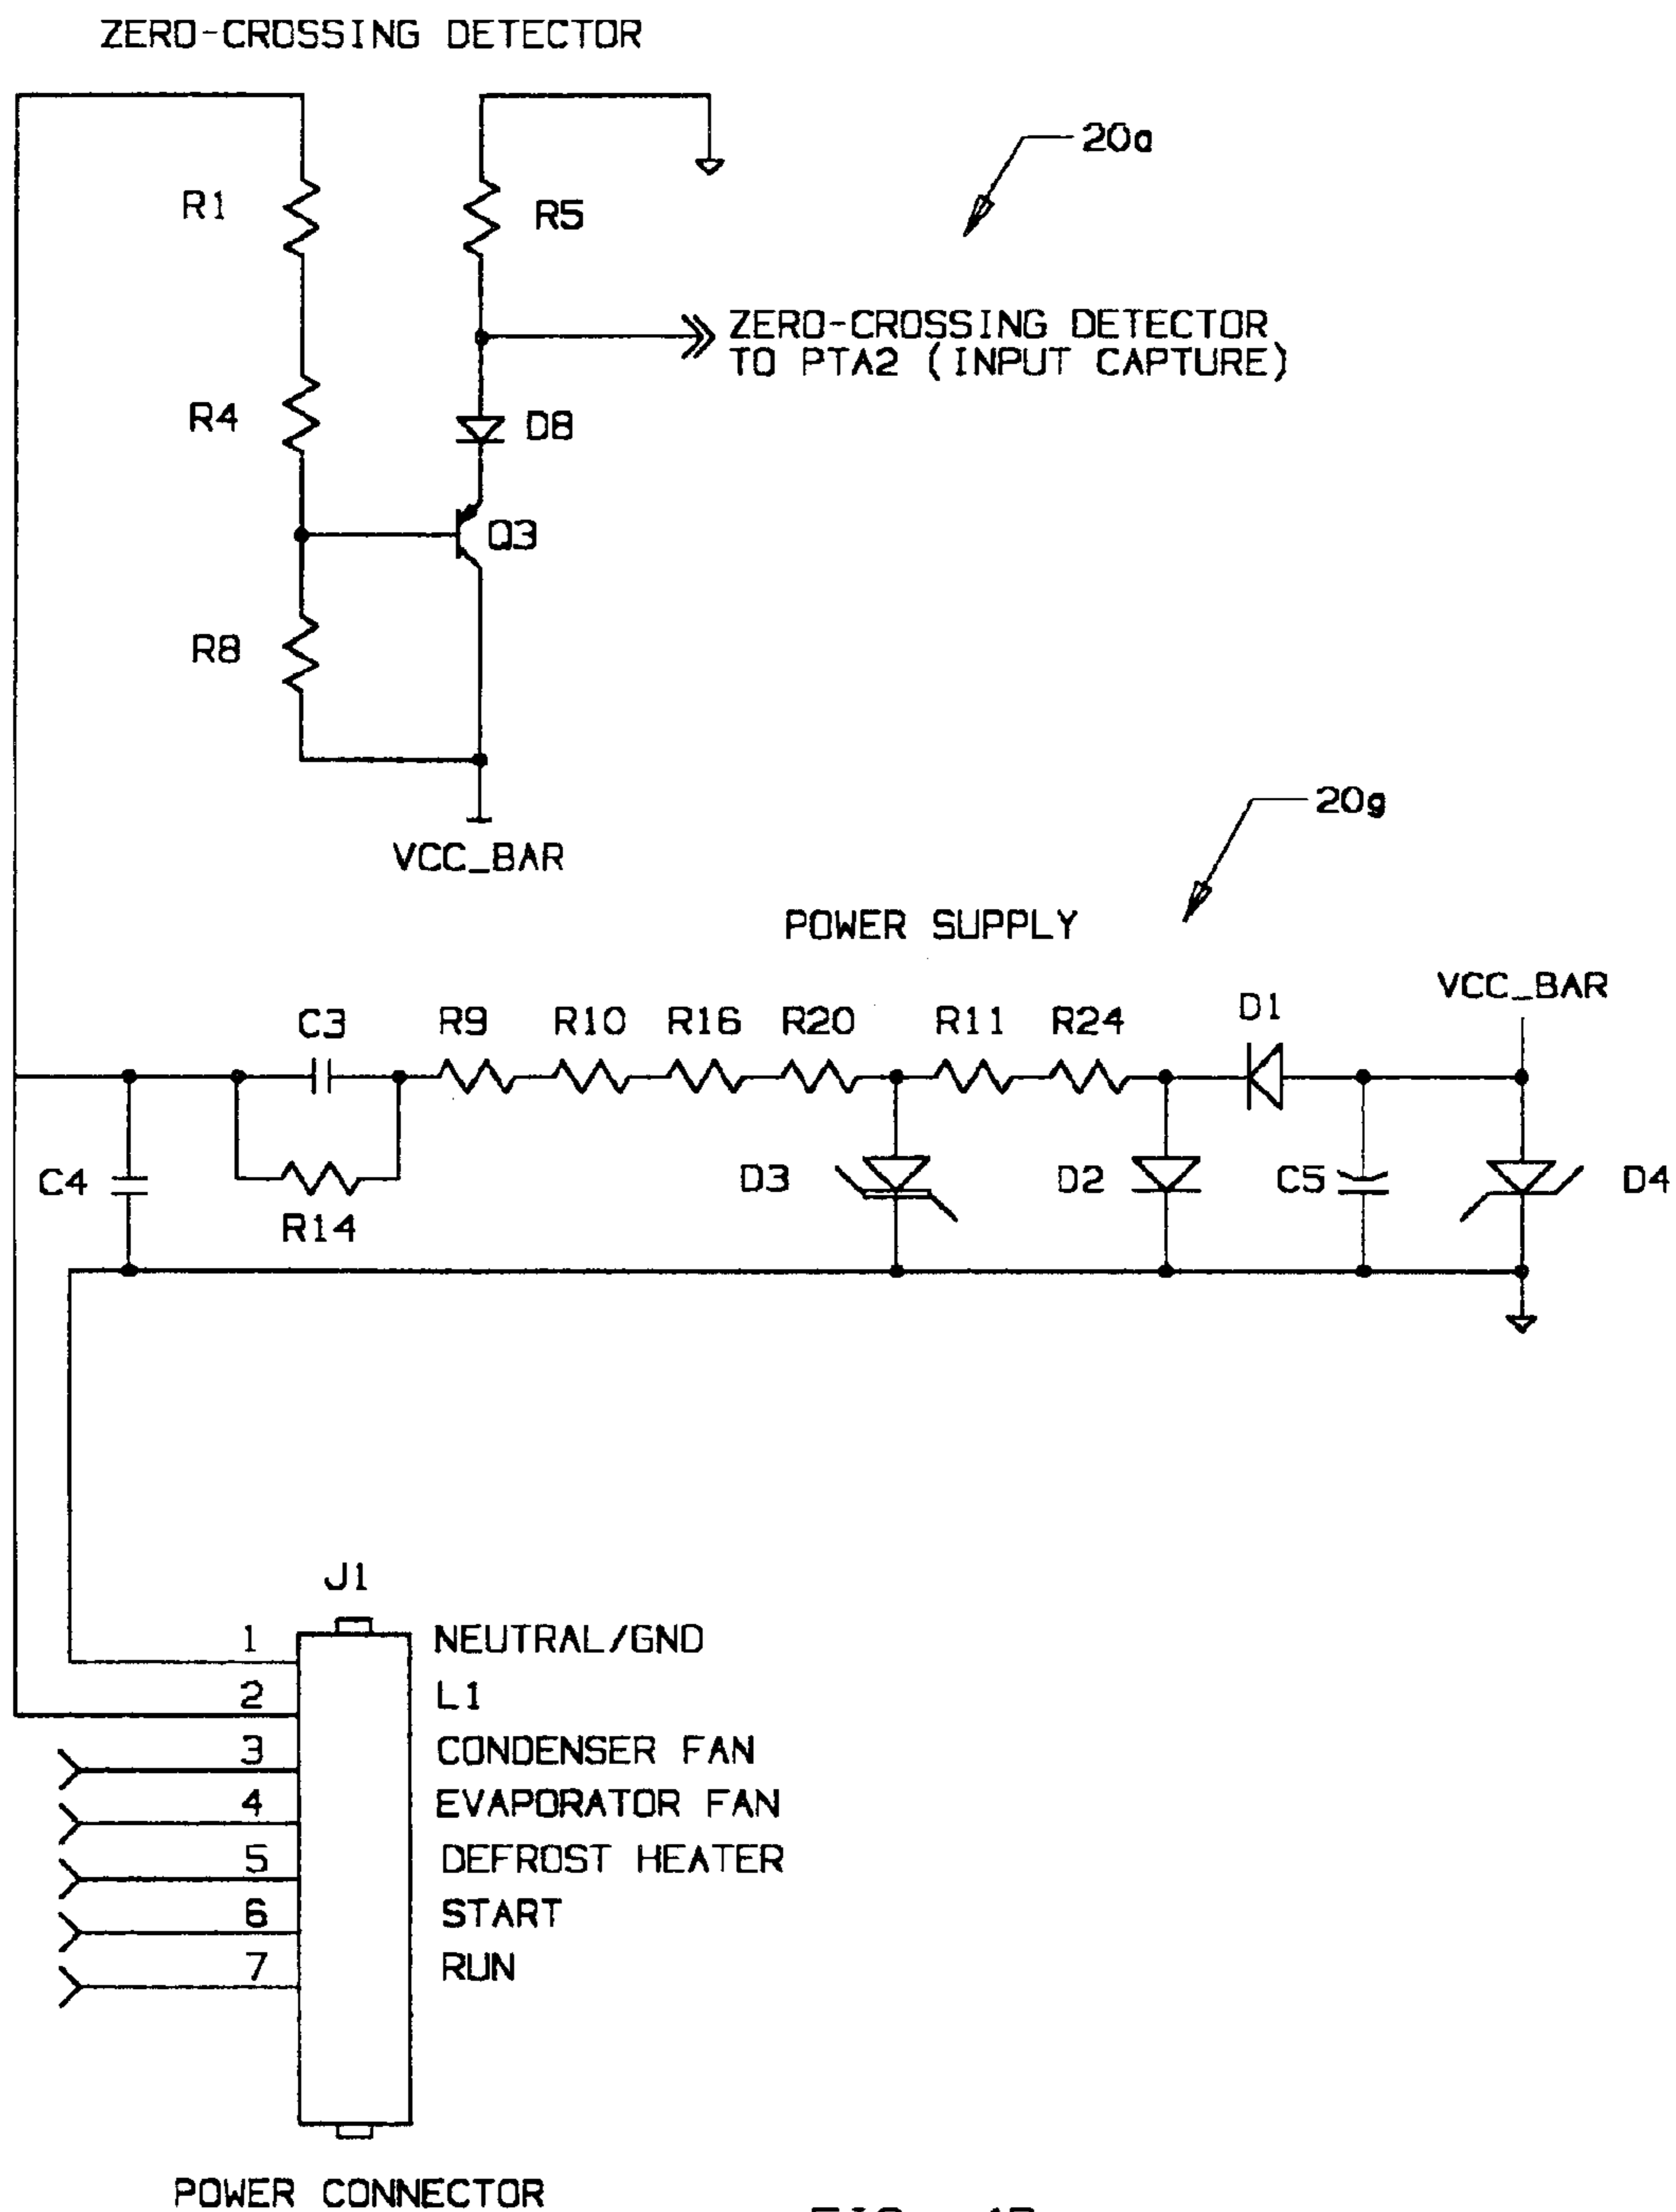 ZERO-CROSSING DETECTOR
20a
R1
R5
ZERO-CROSSING DETECTOR
TO PTA2 (INPUT CAPTURE)
R4
D8
Q3
R8
VCC_BAR
20g
POWER SUPPLY
VCC_BAR
C3
R9
R10
R16
R20
R11
R24
D1
C4
R14
D3
D2
C5
D4
J1
1 NEUTRAL/GND
2 L1
3 CONDENSER FAN
4 EVAPORATOR FAN
5 DEFROST HEATER
6 START
7 RUN
POWER CONNECTOR